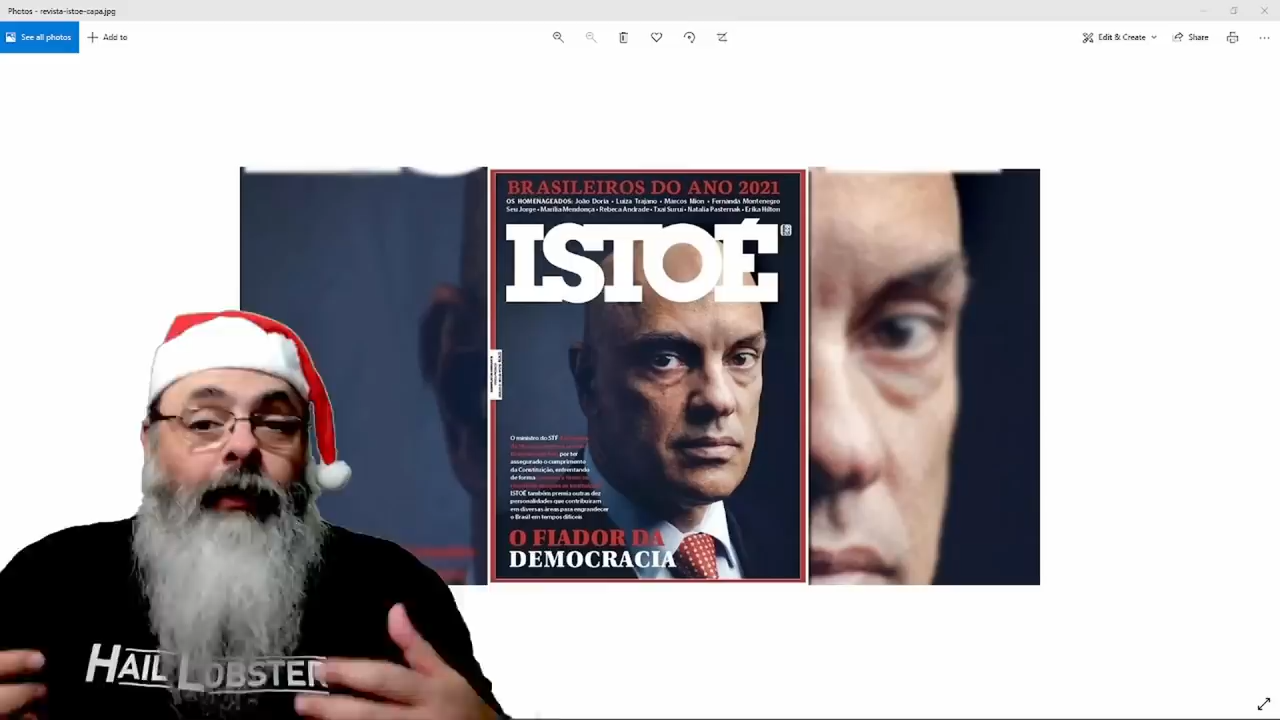 Photos - revista-istoe-capa.jpg
See all photos
Add to
Edit & Create
Share
BRASILEIROS DO ANO 2021
OS HOMENAGEADOS: João Doria • Luiza Trajano • Marcos Mion • Fernanda Montenegro
Seu Jorge • Marília Mendonça • Rebeca Andrade • Txai Suruí • Natalia Pasternak • Erika Hilton
ISTOÉ
O ministro do STF
por ter
assegurado o cumprimento
da Constituição, enfrentando
de forma
ISTOÉ também premia outras dez
personalidades que contribuíram
em diversas áreas para engrandecer
o Brasil em tempos difíceis
O FIADOR DA
DEMOCRACIA
HAIL LOBSTER